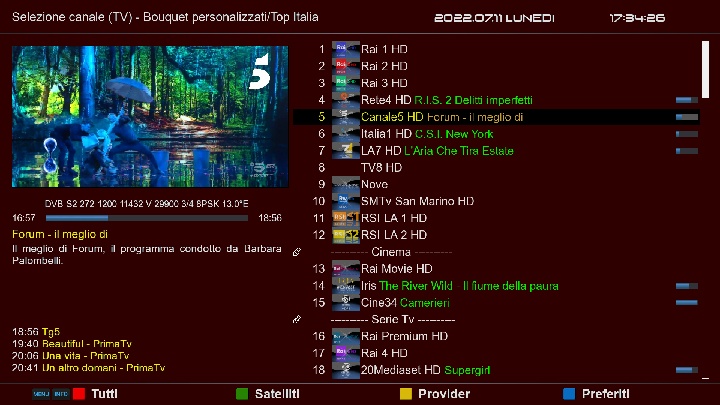 Selezione canale (TV) - Bouquet personalizzati/Top Italia
2022.07.11 LUNEDI
17:34:26
5
DVB-S2 272 1200 11432 V 29900 3/4 8PSK 13.0°E
16:57 18:56
Forum - il meglio di
Il meglio di Forum, il programma condotto da Barbara
Palombelli.
18:56 Tg5
19:40 Beautiful - PrimaTv
20:06 Una vita - PrimaTv
20:41 Un altro domani - PrimaTv
1 Rai 1 HD
2 Rai 2 HD
3 Rai 3 HD
4 Rete4 HD R.I.S. 2 Delitti imperfetti
5 Canale5 HD Forum - il meglio di
6 Italia1 HD C.S.I. New York
7 LA7 HD L'Aria Che Tira Estate
8 TV8 HD
9 Nove
10 SMTv San Marino HD
11 RSI LA 1 HD
12 RSI LA 2 HD
---------- Cinema ----------
13 Rai Movie HD
14 Iris The River Wild - Il fiume della paura
15 Cine34 Camerieri
---------- Serie Tv ----------
16 Rai Premium HD
17 Rai 4 HD
18 20Mediaset HD Supergirl
MENU INFO Tutti Satelliti Provider Preferiti